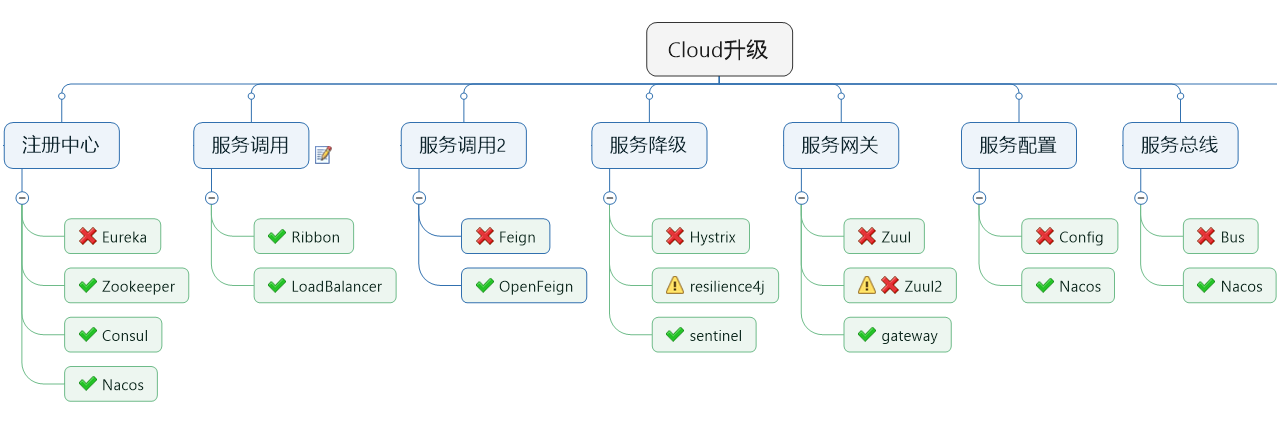 Cloud升级
注册中心
服务调用
服务调用2
服务降级
服务网关
服务配置
服务总线
Eureka
Zookeeper
Consul
Nacos
Ribbon
LoadBalancer
Feign
OpenFeign
Hystrix
resilience4j
sentinel
Zuul
Zuul2
gateway
Config
Nacos
Bus
Nacos